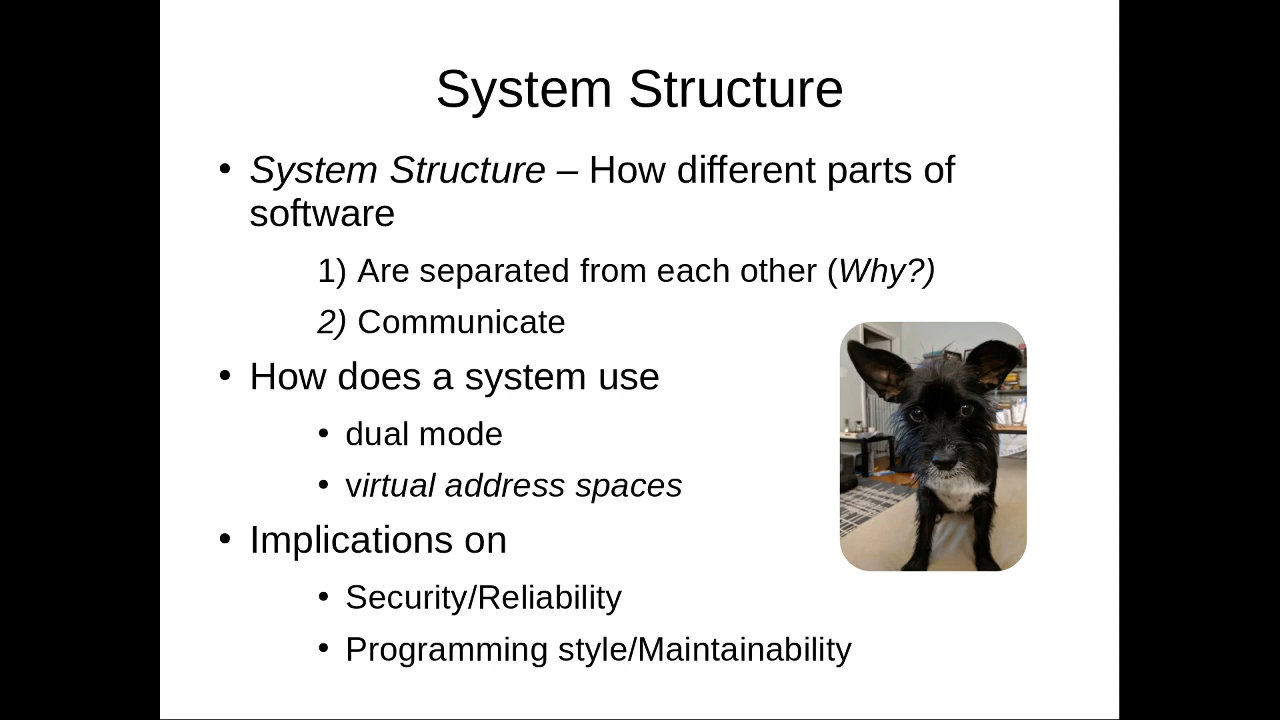 System Structure
• System Structure – How different parts of
software
1) Are separated from each other (Why?)
2) Communicate
• How does a system use
• dual mode
• virtual address spaces
• Implications on
• Security/Reliability
• Programming style/Maintainability